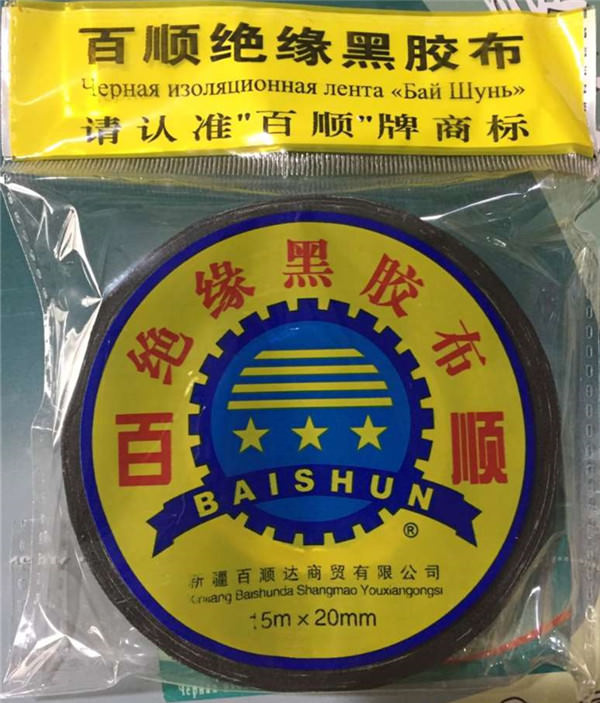 百顺绝缘黑胶布
Черная изоляционная лента «Бай Шунь»
请认准"百顺"牌商标
绝缘黑胶布
百 顺
BAISHUN
®
新疆百顺达商贸有限公司
Baishunda Shangmao Youxiangongsi
15m × 20mm